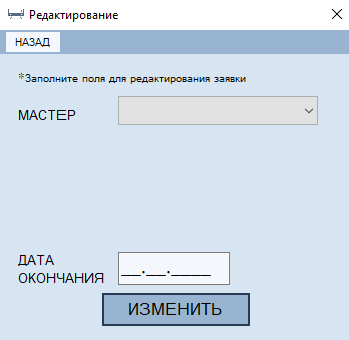 Редактирование
НАЗАД
*Заполните поля для редактирования заявки
МАСТЕР
ДАТА
ОКОНЧАНИЯ
__.__.____
ИЗМЕНИТЬ